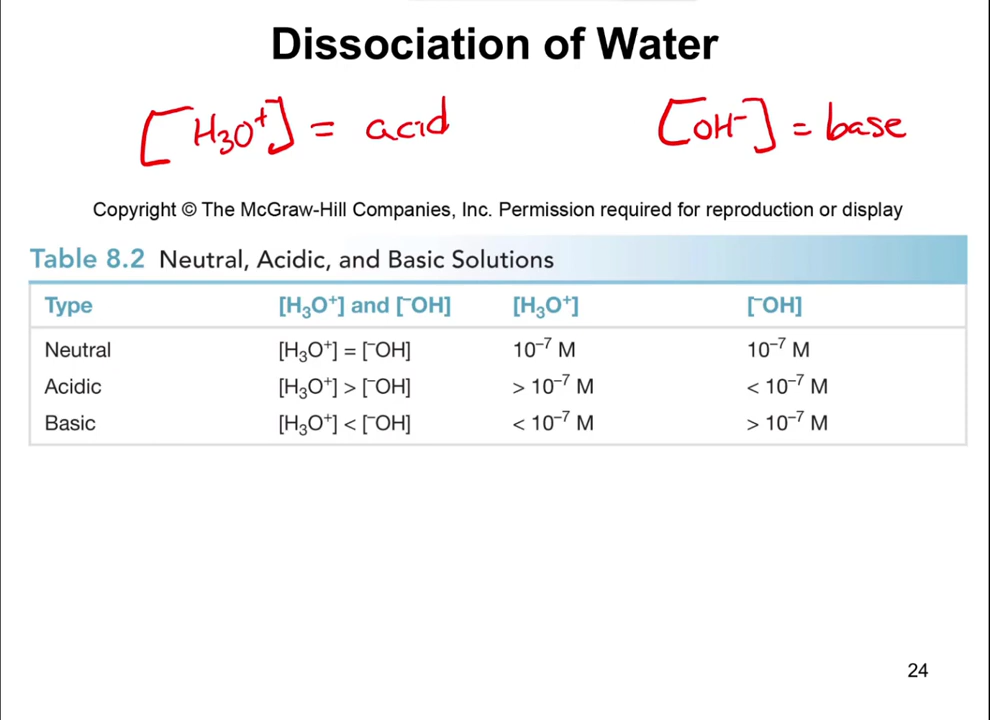 Dissociation of Water
[H₃O⁺] = acid [OH⁻] = base
Copyright © The McGraw-Hill Companies, Inc. Permission required for reproduction or display
Table 8.2 Neutral, Acidic, and Basic Solutions
Type [H₃O⁺] and [⁻OH] [H₃O⁺] [⁻OH]
Neutral [H₃O⁺] = [⁻OH] 10⁻⁷ M 10⁻⁷ M
Acidic [H₃O⁺] > [⁻OH] > 10⁻⁷ M < 10⁻⁷ M
Basic [H₃O⁺] < [⁻OH] < 10⁻⁷ M > 10⁻⁷ M
24